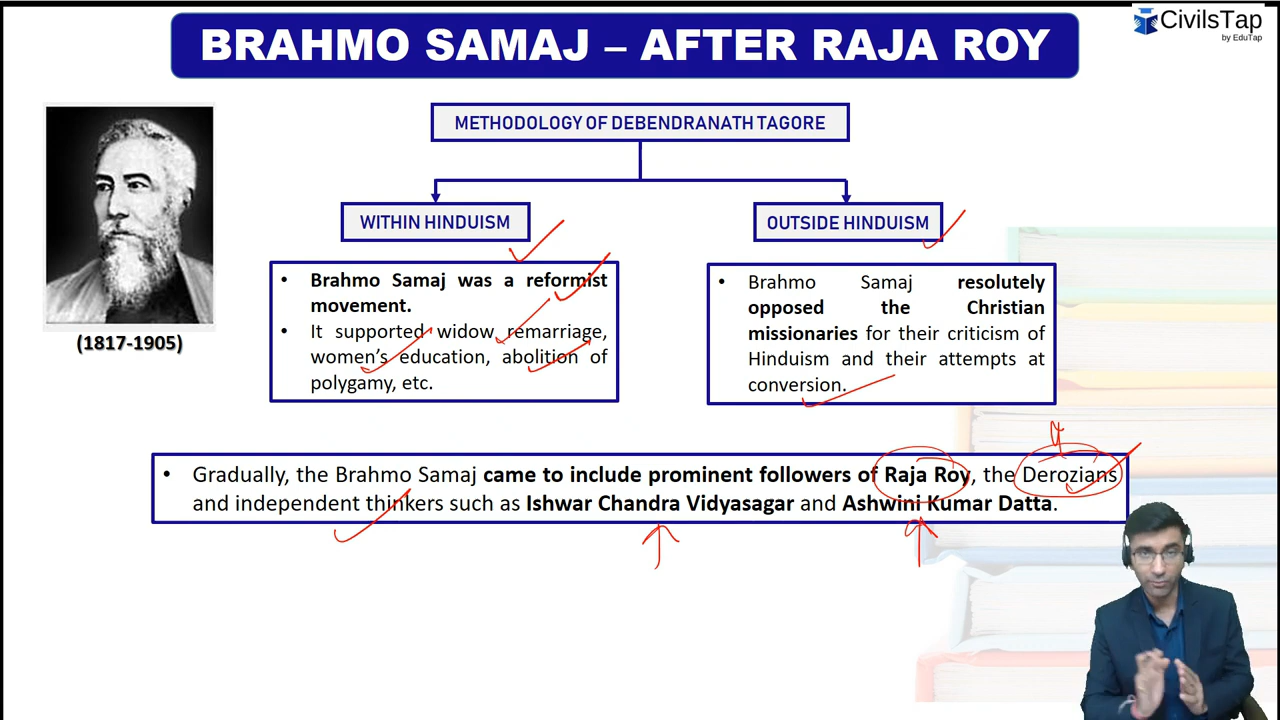 CivilsTap
by EduTap
BRAHMO SAMAJ – AFTER RAJA ROY
METHODOLOGY OF DEBENDRANATH TAGORE
WITHIN HINDUISM
OUTSIDE HINDUISM
• Brahmo Samaj was a reformist
movement.
• It supported widow remarriage,
women's education, abolition of
polygamy, etc.
• Brahmo Samaj resolutely
opposed the Christian
missionaries for their criticism of
Hinduism and their attempts at
conversion.
(1817-1905)
• Gradually, the Brahmo Samaj came to include prominent followers of Raja Roy, the Derozians
and independent thinkers such as Ishwar Chandra Vidyasagar and Ashwini Kumar Datta.